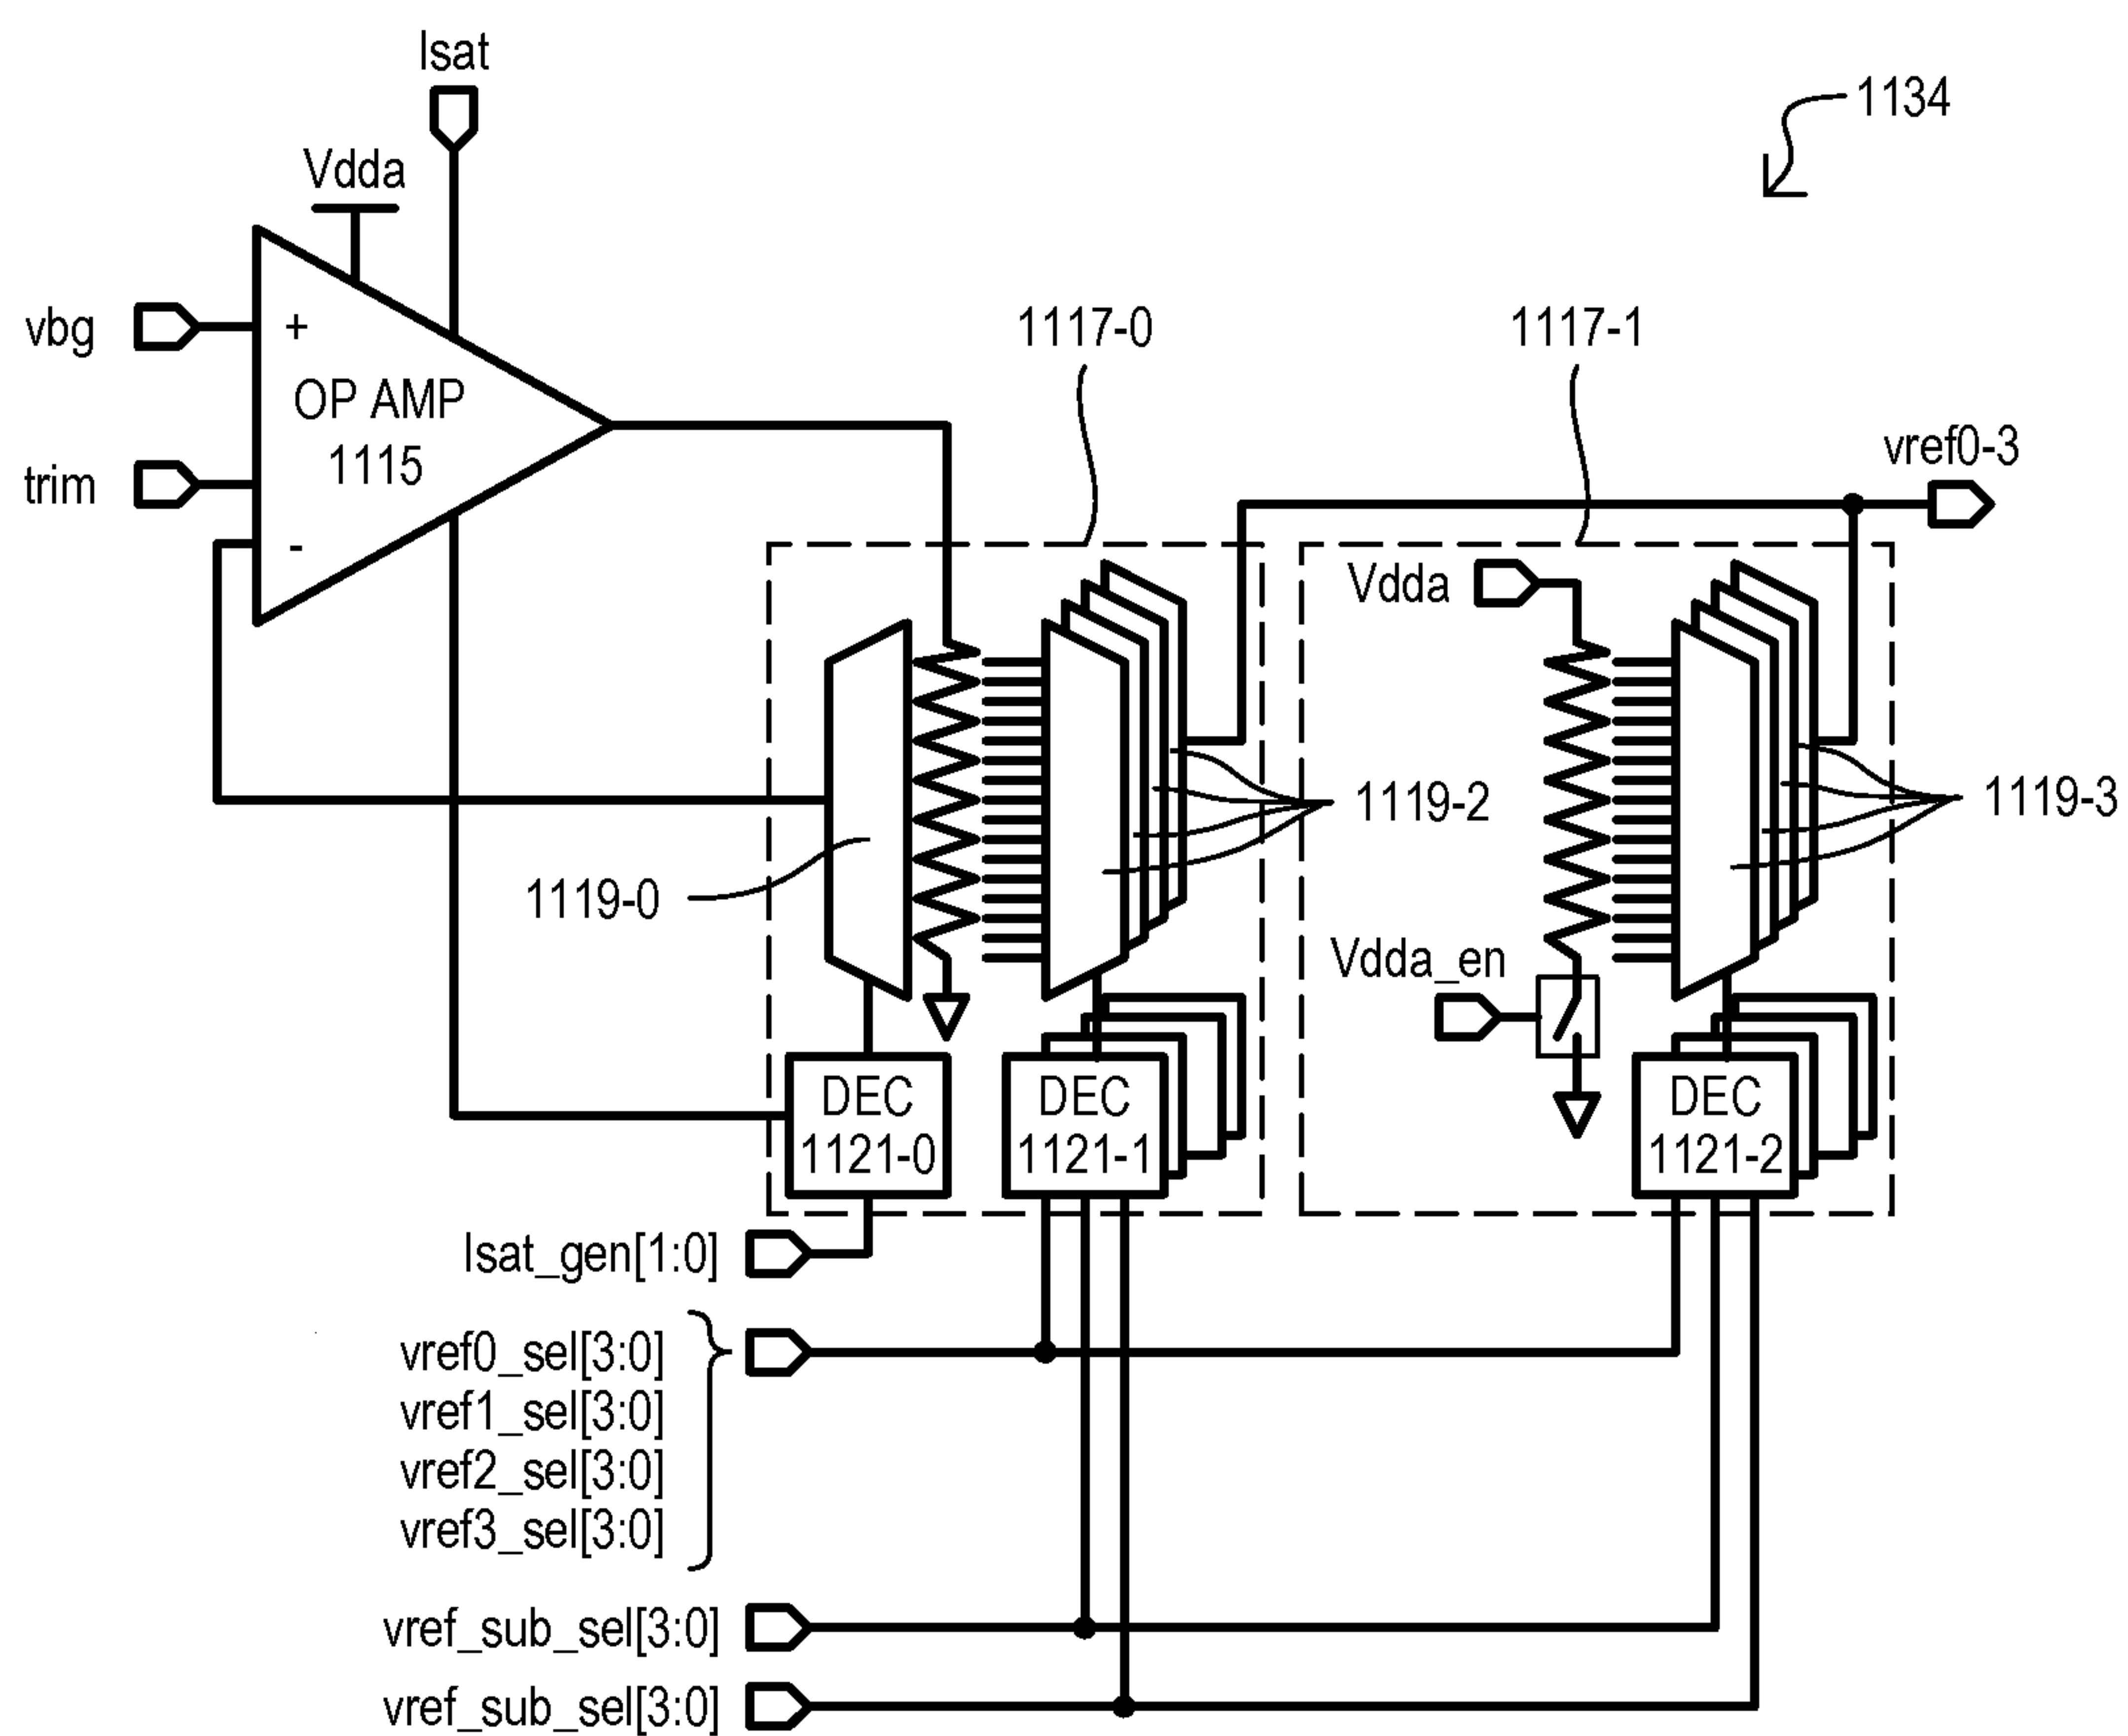 Isat
1134
Vdda
vbg
+
OP AMP
1115
trim
-
1117-0
1117-1
vref0-3
Vdda
1119-2
1119-3
1119-0
Vdda_en
DEC
1121-0
DEC
1121-1
DEC
1121-2
Isat_gen[1:0]
vref0_sel[3:0]
vref1_sel[3:0]
vref2_sel[3:0]
vref3_sel[3:0]
vref_sub_sel[3:0]
vref_sub_sel[3:0]